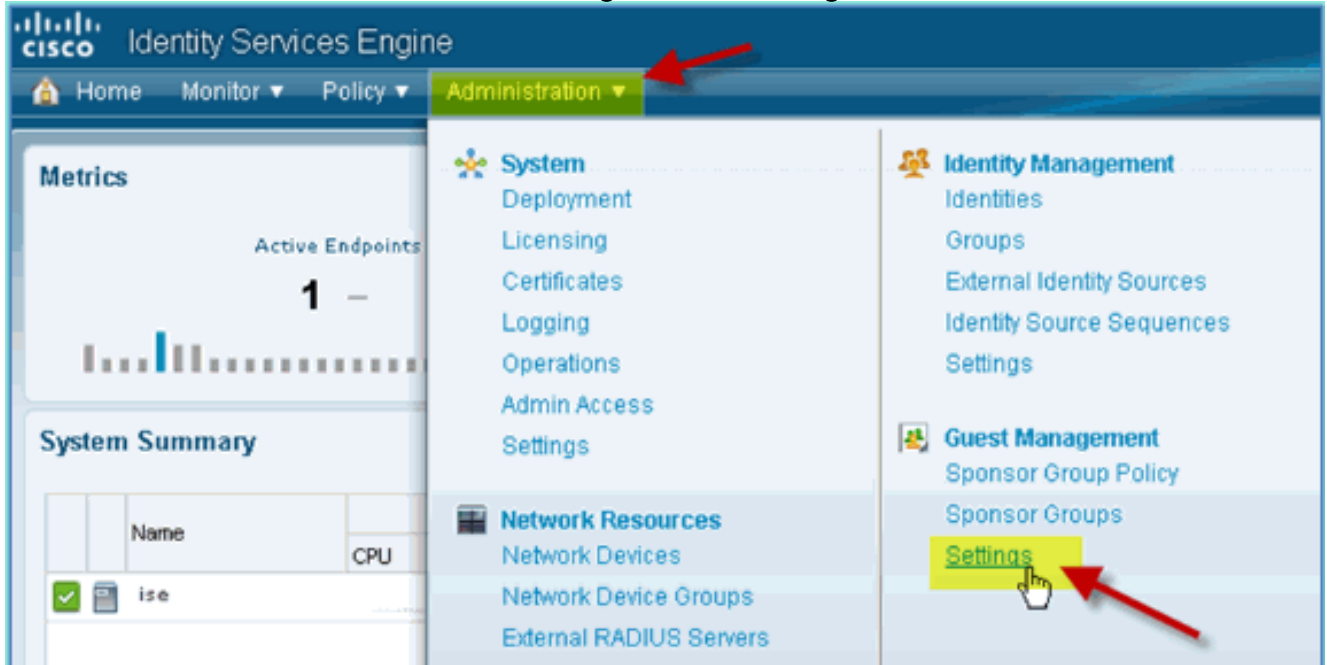 CISCO Identity Services Engine
Home Monitor ▼ Policy ▼ Administration ▼
Metrics
Active Endpoints
1 –
System Summary
Name
CPU
ise
System
Deployment
Licensing
Certificates
Logging
Operations
Admin Access
Settings
Network Resources
Network Devices
Network Device Groups
External RADIUS Servers
Identity Management
Identities
Groups
External Identity Sources
Identity Source Sequences
Settings
Guest Management
Sponsor Group Policy
Sponsor Groups
Settings